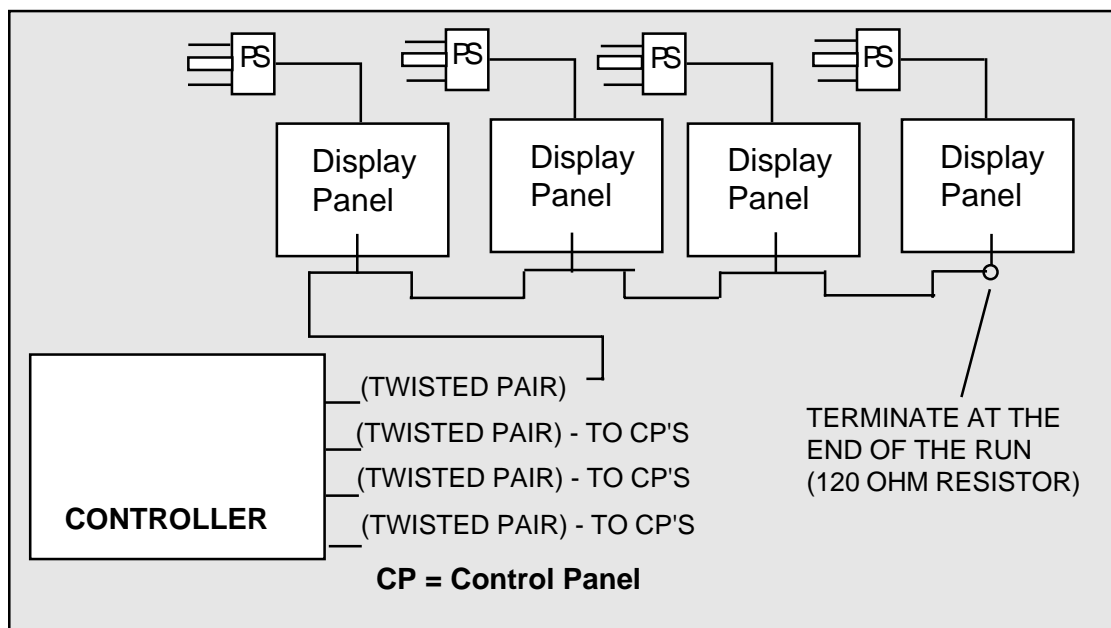 PS
PS
PS
PS
Display
Panel
Display
Panel
Display
Panel
Display
Panel
(TWISTED PAIR)
(TWISTED PAIR) - TO CP'S
(TWISTED PAIR) - TO CP'S
(TWISTED PAIR) - TO CP'S
CONTROLLER
CP = Control Panel
TERMINATE AT THE
END OF THE RUN
(120 OHM RESISTOR)